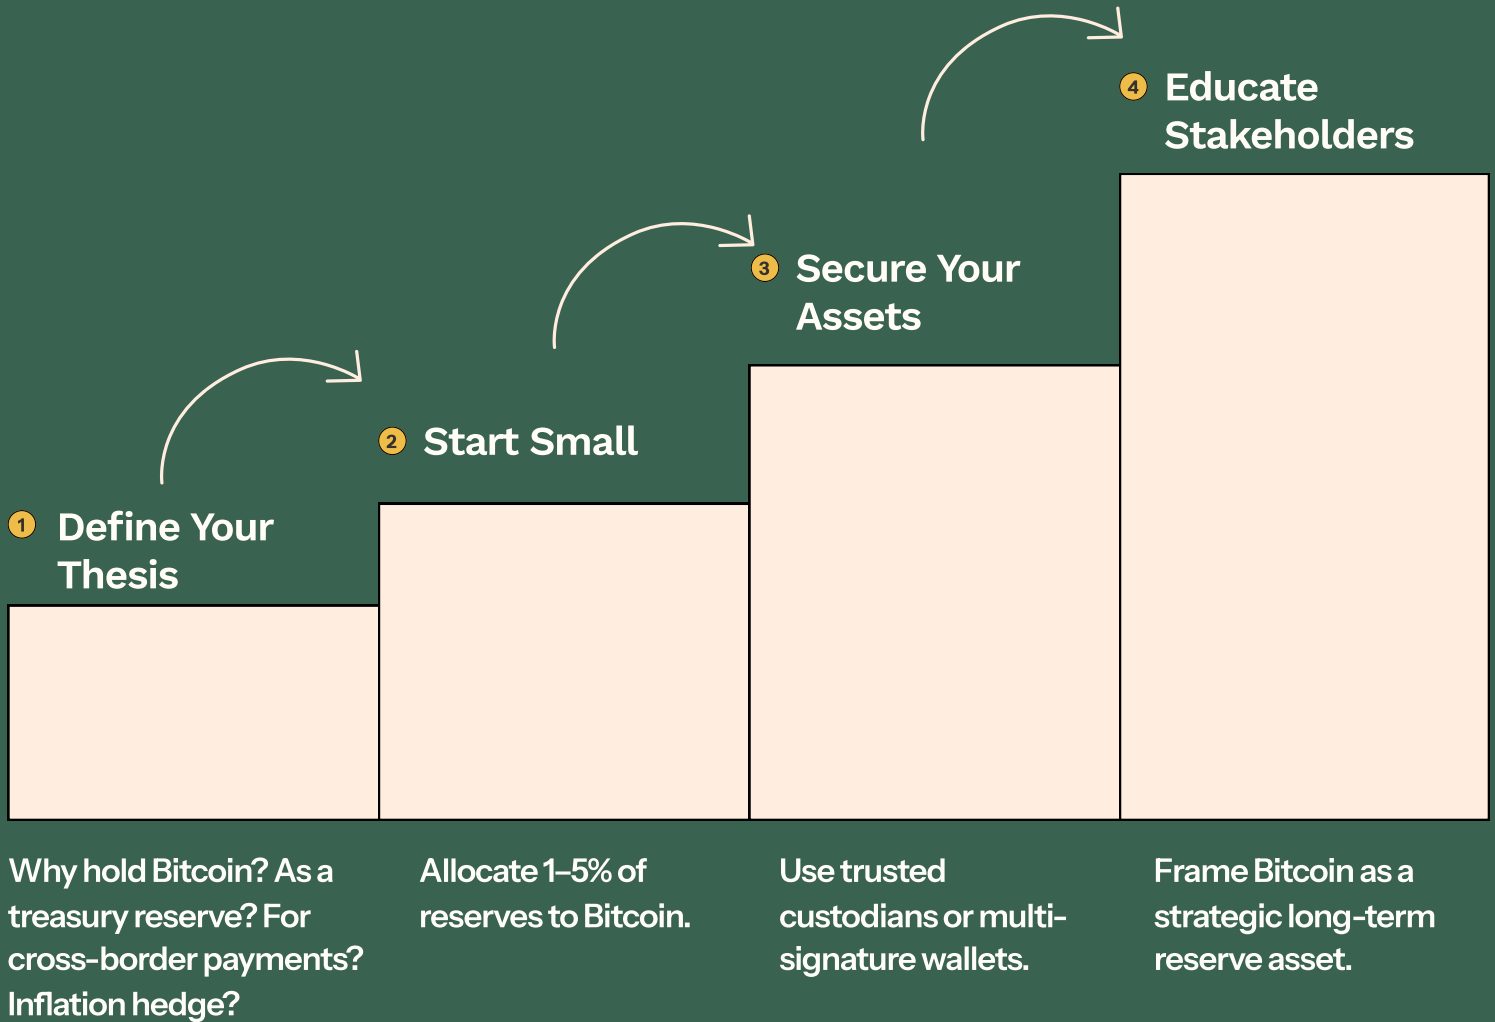 1 Define Your
Thesis
2 Start Small
3 Secure Your
Assets
4 Educate
Stakeholders
Why hold Bitcoin? As a
treasury reserve? For
cross-border payments?
Inflation hedge?
Allocate 1–5% of
reserves to Bitcoin.
Use trusted
custodians or multi-
signature wallets.
Frame Bitcoin as a
strategic long-term
reserve asset.